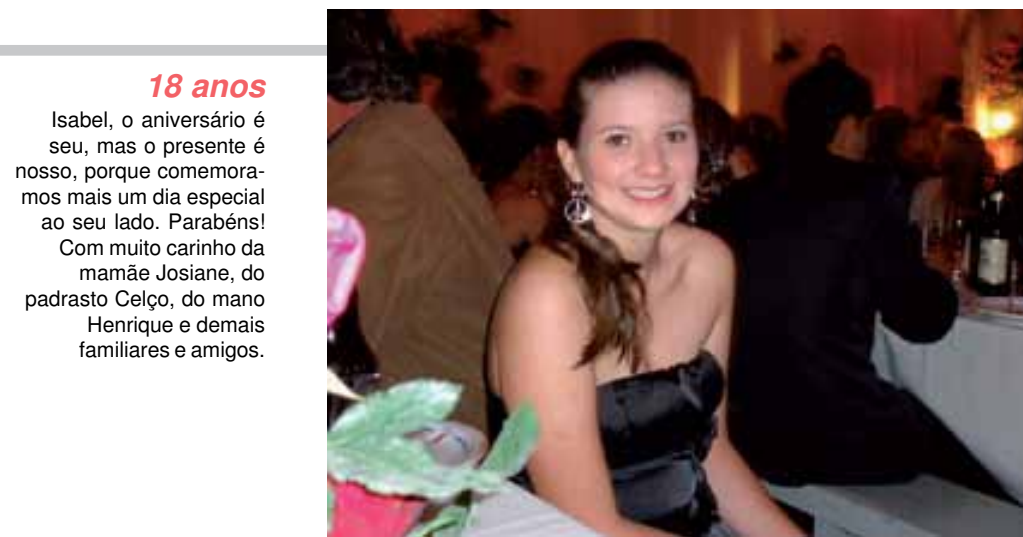 18 anos
Isabel, o aniversário é
seu, mas o presente é
nosso, porque comemora-
mos mais um dia especial
ao seu lado. Parabéns!
Com muito carinho da
mamãe Josiane, do
padrasto Celço, do mano
Henrique e demais
familiares e amigos.